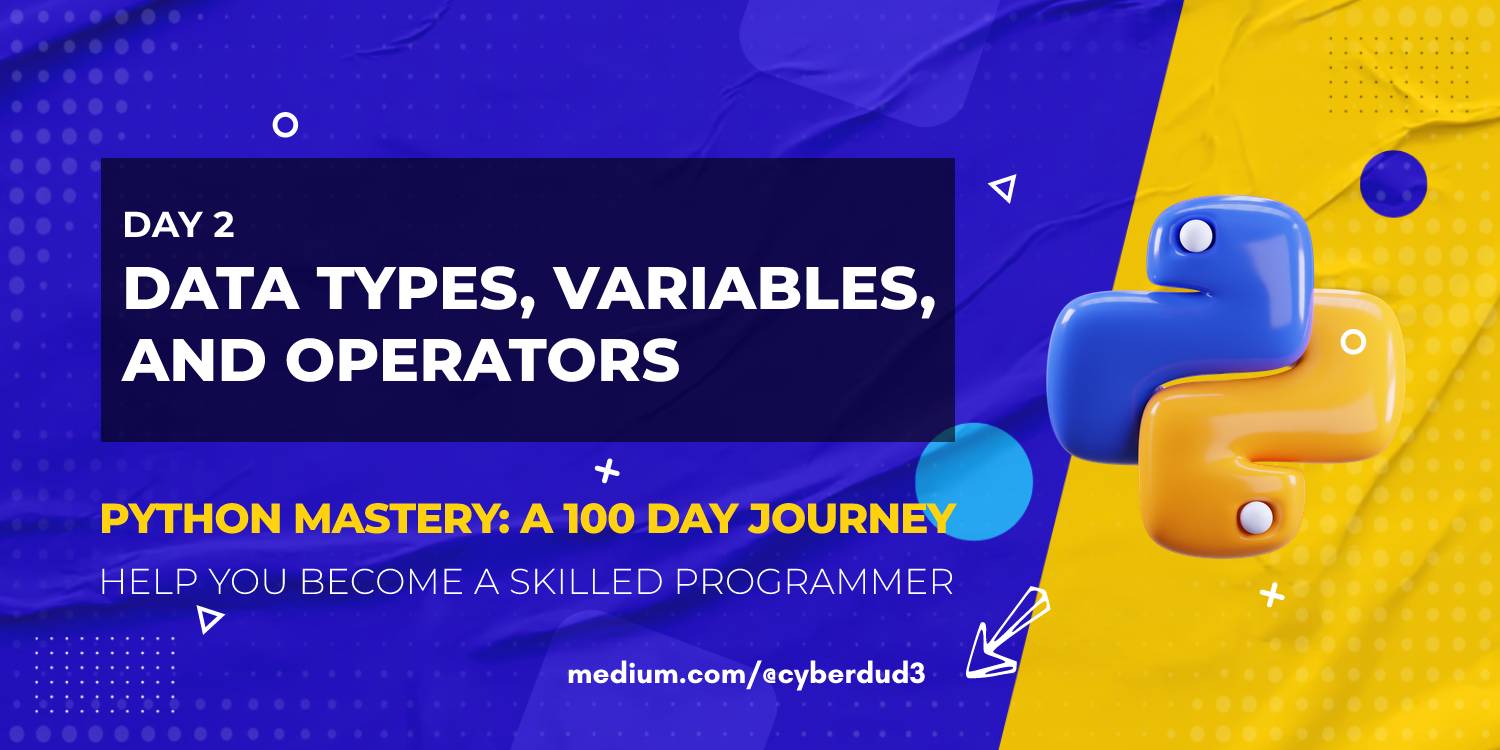 DAY 2
DATA TYPES, VARIABLES,
AND OPERATORS
PYTHON MASTERY: A 100 DAY JOURNEY
HELP YOU BECOME A SKILLED PROGRAMMER
medium.com/@cyberdud3